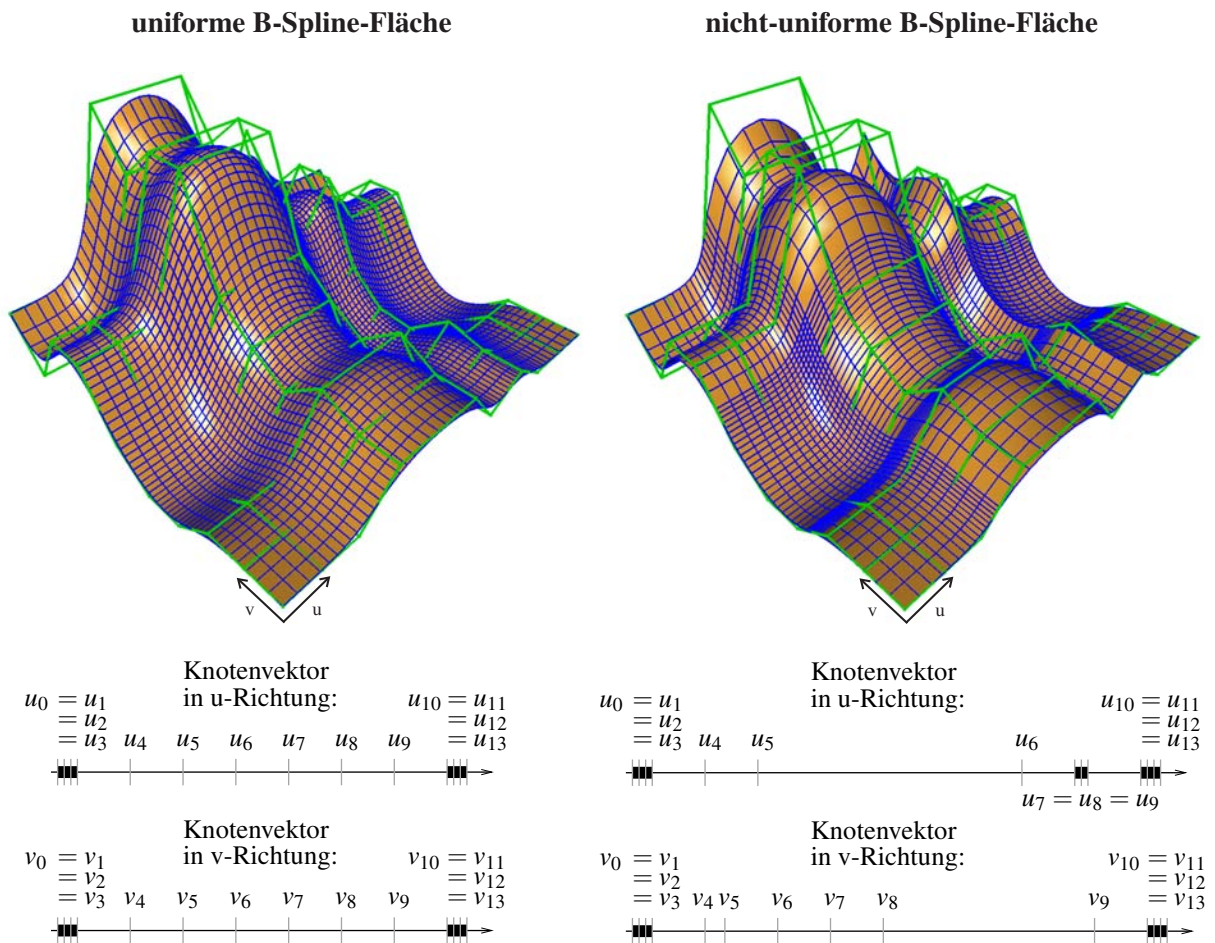 uniforme B-Spline-Fläche
nicht-uniforme B-Spline-Fläche
v
u
v
u
Knotenvektor
in u-Richtung:
u₀ = u₁
= u₂
= u₃
u₄
u₅
u₆
u₇
u₈
u₉
u₁₀ = u₁₁
= u₁₂
= u₁₃
Knotenvektor
in u-Richtung:
u₀ = u₁
= u₂
= u₃
u₄
u₅
u₆
u₇ = u₈ = u₉
u₁₀ = u₁₁
= u₁₂
= u₁₃
Knotenvektor
in v-Richtung:
v₀ = v₁
= v₂
= v₃
v₄
v₅
v₆
v₇
v₈
v₉
v₁₀ = v₁₁
= v₁₂
= v₁₃
Knotenvektor
in v-Richtung:
v₀ = v₁
= v₂
= v₃
v₄
v₅
v₆
v₇
v₈
v₉
v₁₀ = v₁₁
= v₁₂
= v₁₃